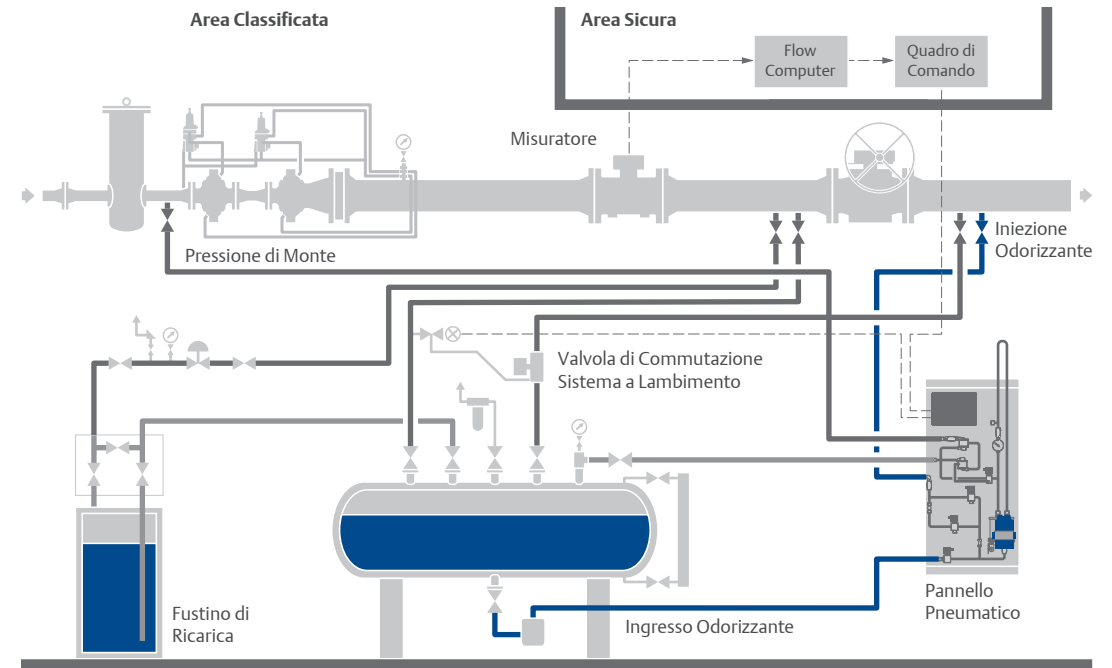 Area Classificata
Area Sicura
Flow
Computer
Quadro di
Comando
Misuratore
Pressione di Monte
Iniezione
Odorizzante
Valvola di Commutazione
Sistema a Lambimento
Fustino di
Ricarica
Ingresso Odorizzante
Pannello
Pneumatico